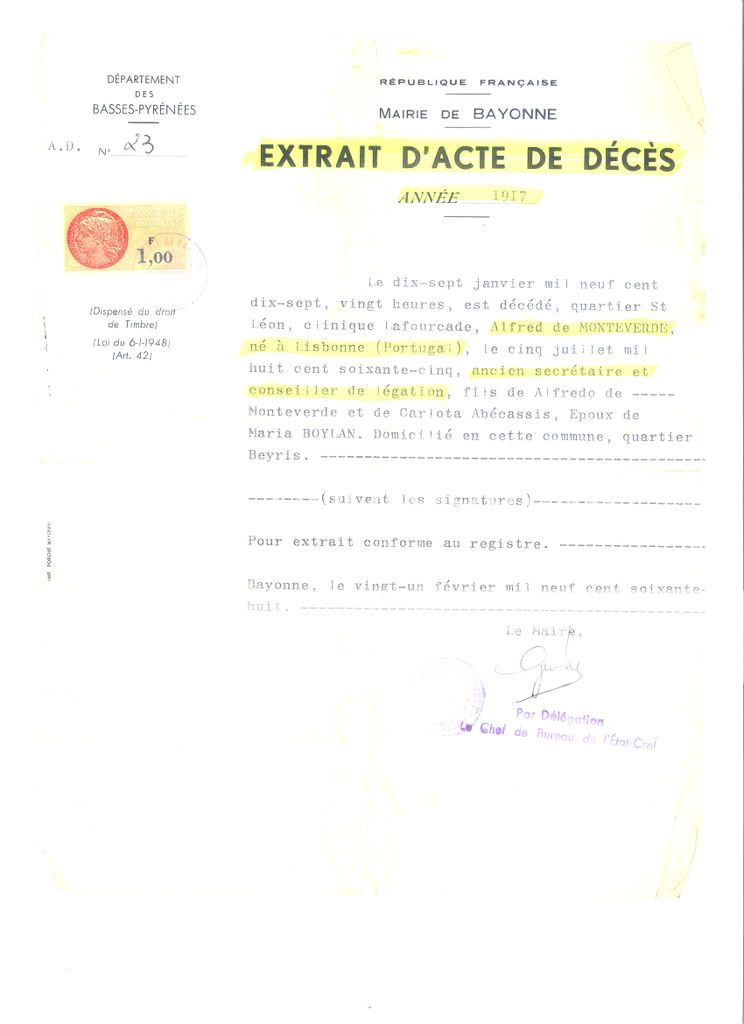 DÉPARTEMENT
DES
BASSES-PYRÉNÉES
A.D. N° 23
RÉPUBLIQUE FRANÇAISE
MAIRIE DE BAYONNE
EXTRAIT D'ACTE DE DÉCÈS
ANNÉE 1917
F
1,00
(Dispensé du droit
de Timbre)
(Loi du 6-1-1948)
(Art. 42)
Le dix-sept janvier mil neuf cent
dix-sept, vingt heures, est décédé, quartier St
Léon, clinique Lafourcade, Alfred de MONTEVERDE,
né à Lisbonne (Portugal), le cinq juillet mil
huit cent soixante-cinq, ancien secrétaire et
conseiller de légation, fils de Alfredo de -----
Monteverde et de Carlota Abécassis, Epoux de
Maria BOYLAN. Domicilié en cette commune, quartier
Beyris. ------------------------------------------
--------(suivent les signatures)-------------------
Pour extrait conforme au registre. ----------------
Bayonne, le vingt-un février mil neuf cent soixante-
huit. ---------------------------------------------
Le Maire,
Par Délégation
Le Chef de Bureau de l'État-Civil